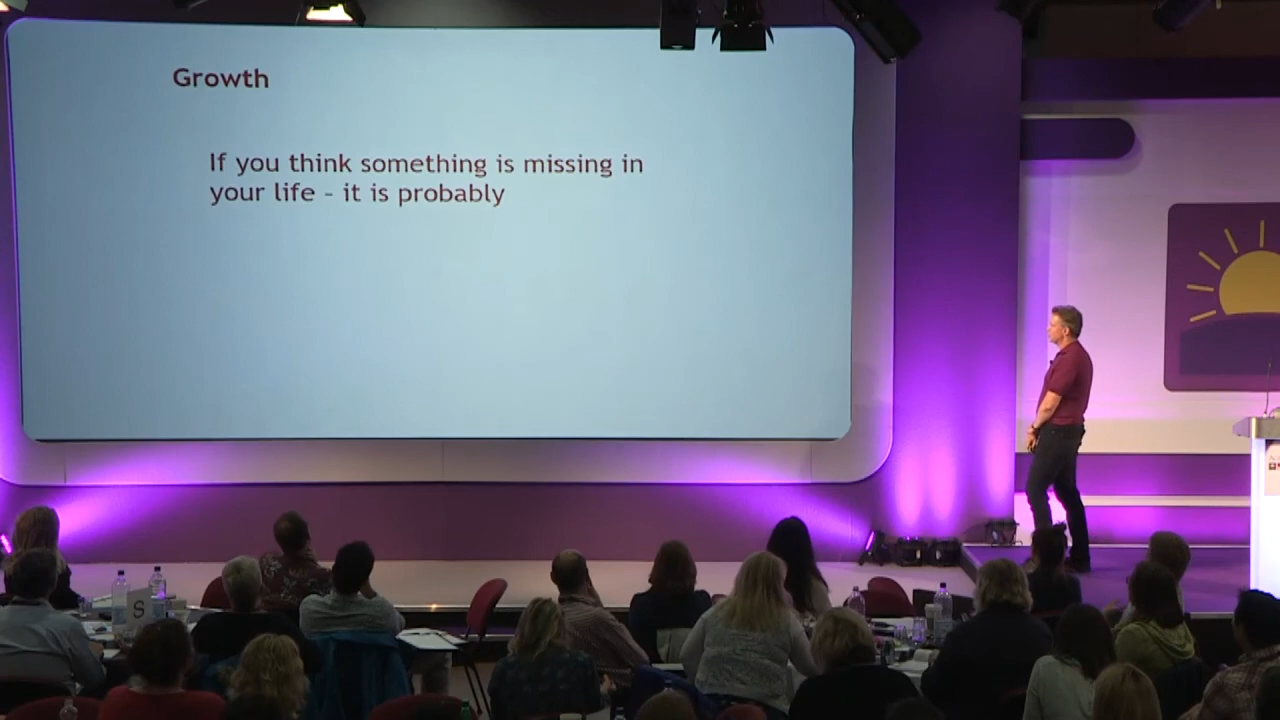 Growth
If you think something is missing in
your life – it is probably
S